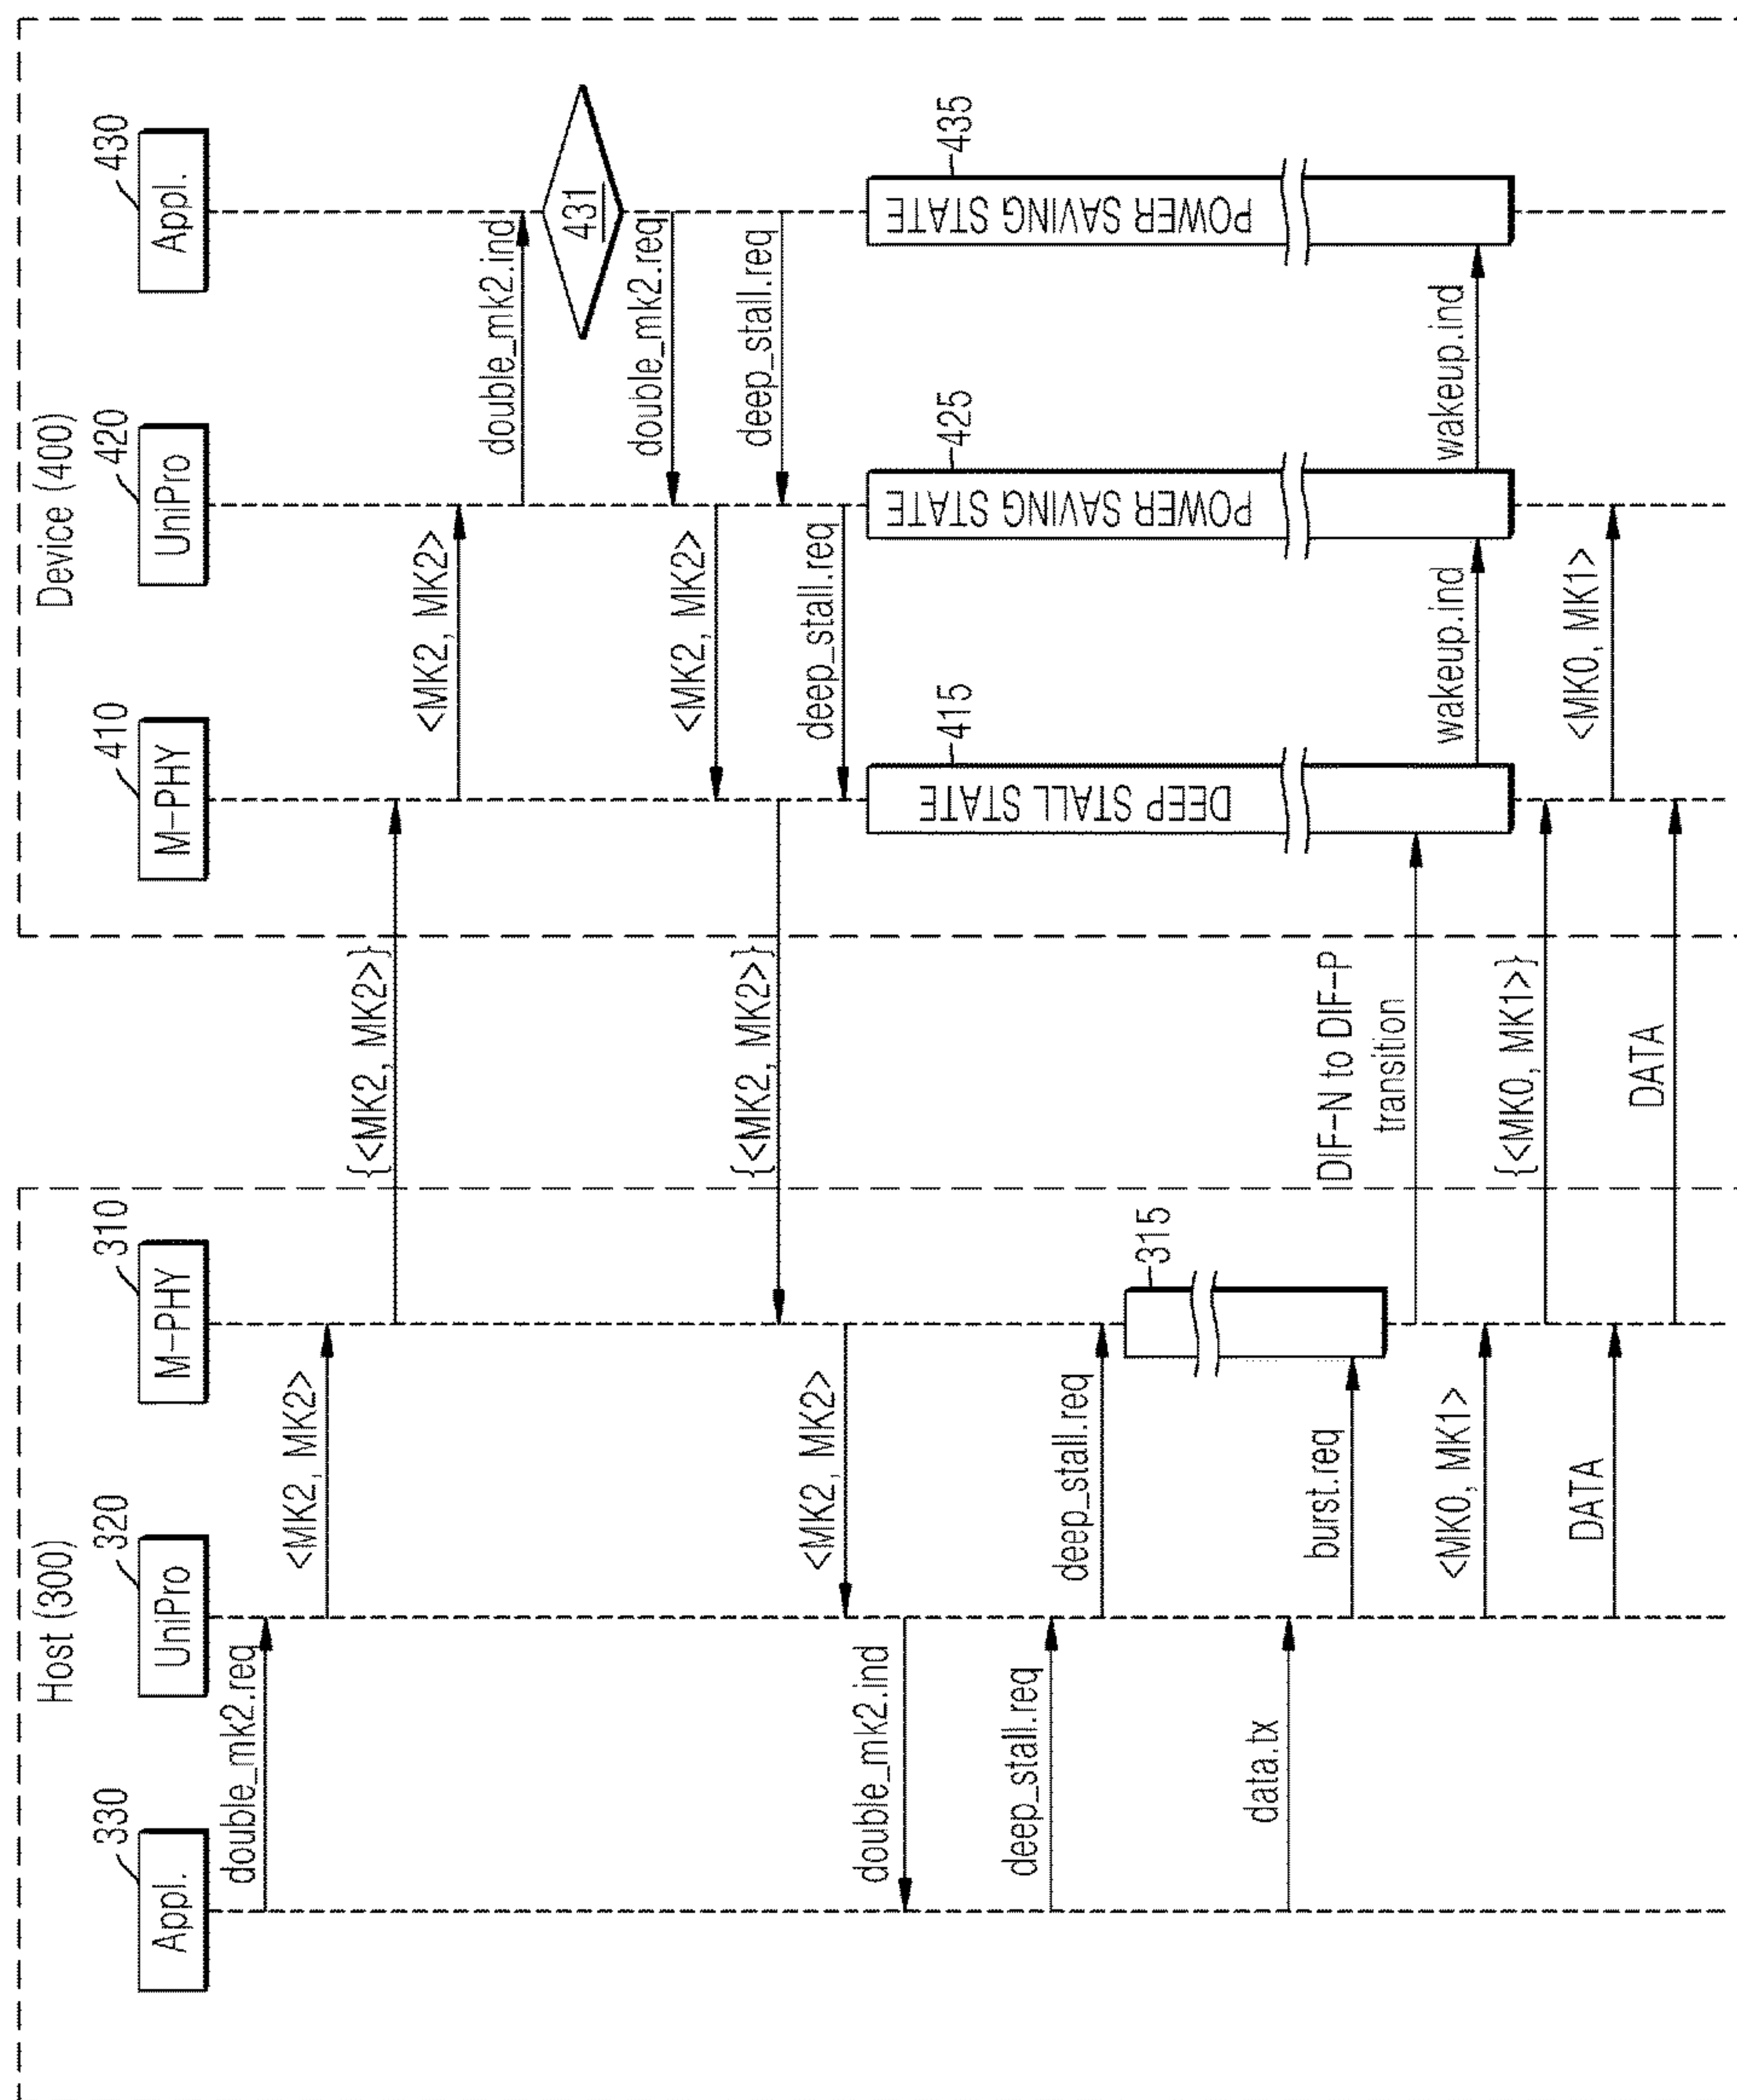 Host (300)
Device (400)
330
320
310
410
420
430
Appl.
UniPro
M-PHY
M-PHY
UniPro
Appl.
double_mk2.req
<MK2, MK2>
{<MK2, MK2>}
<MK2, MK2>
double_mk2.ind
431
double_mk2.req
<MK2, MK2>
{<MK2, MK2>}
deep_stall.req
<MK2, MK2>
deep_stall.req
double_mk2.ind
415
425
435
DEEP STALL STATE
POWER SAVING STATE
POWER SAVING STATE
deep_stall.req
deep_stall.req
315
data.tx
burst.req
DIF-N to DIF-P
transition
wakeup.ind
wakeup.ind
<MK0, MK1>
{<MK0, MK1>}
<MK0, MK1>
DATA
DATA